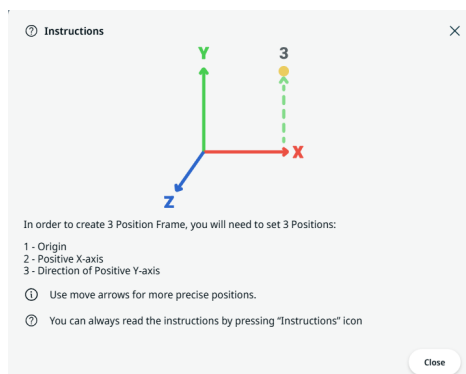 Instructions
Y
3
X
Z
In order to create 3 Position Frame, you will need to set 3 Positions:
1 - Origin
2 - Positive X-axis
3 - Direction of Positive Y-axis
Use move arrows for more precise positions.
You can always read the instructions by pressing “Instructions” icon
Close